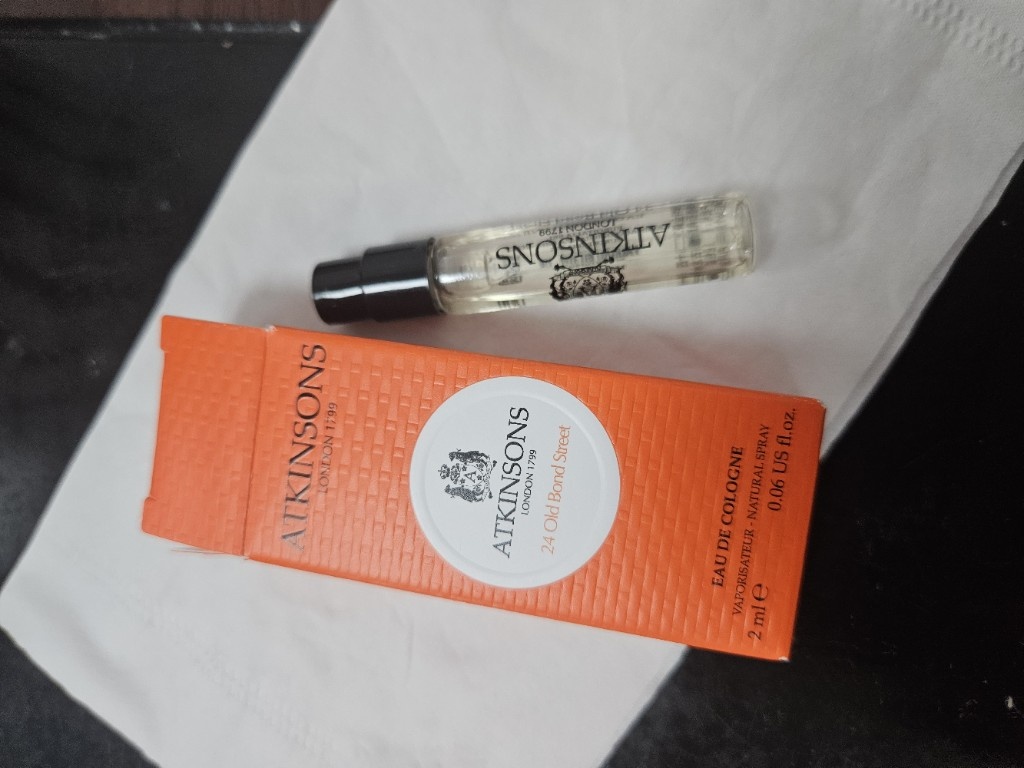 ATKINSONS
LONDON 1799
ATKINSONS
LONDON 1799
A
ATKINSONS
LONDON 1799
24 Old Bond Street
EAU DE COLOGNE
VAPORISATEUR - NATURAL SPRAY
2 ml ℮ 0.06 US fl.oz.